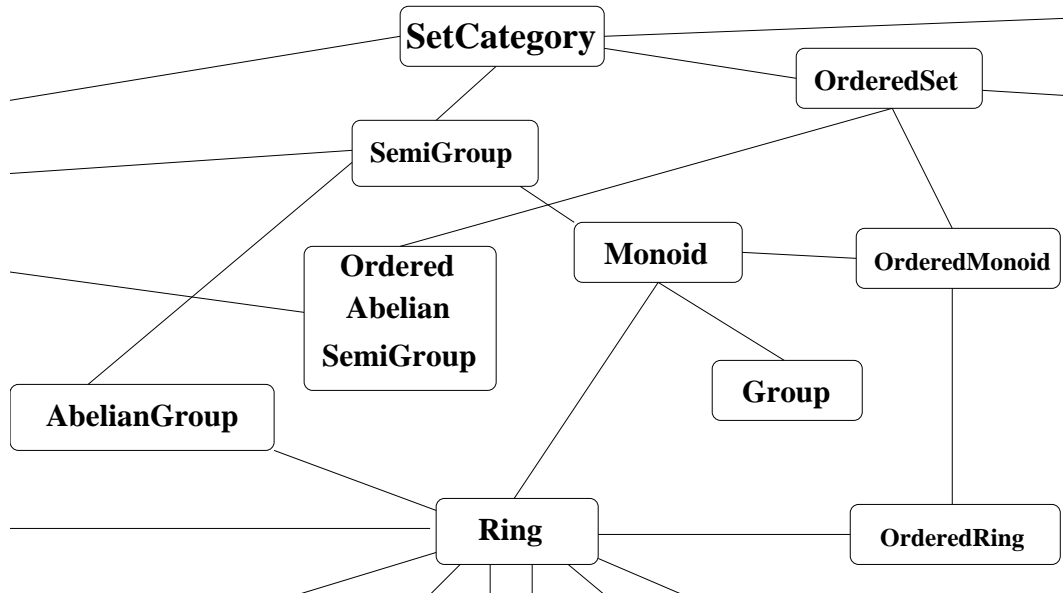 SetCategory
OrderedSet
SemiGroup
Monoid
OrderedMonoid
Ordered
Abelian
SemiGroup
Group
AbelianGroup
Ring
OrderedRing